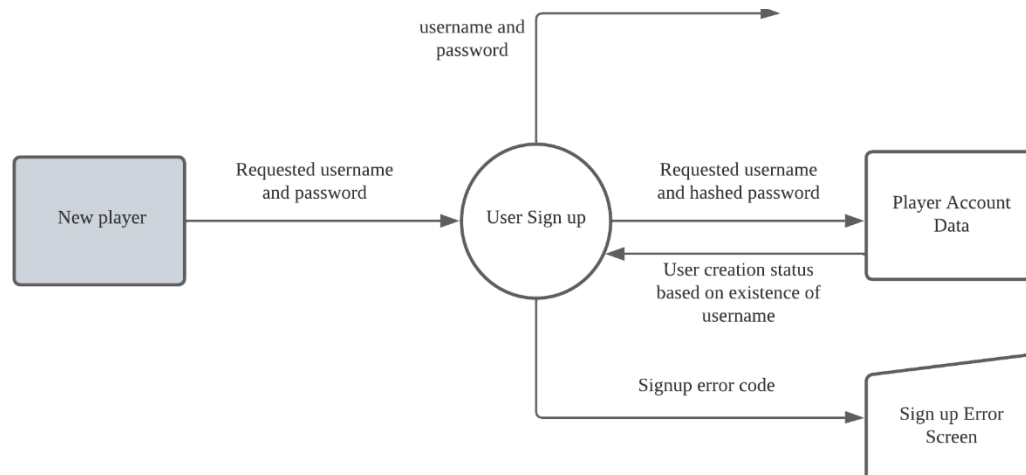 username and
password
Requested username
and password
Requested username
and hashed password
New player
User Sign up
Player Account
Data
User creation status
based on existence of
username
Signup error code
Sign up Error
Screen